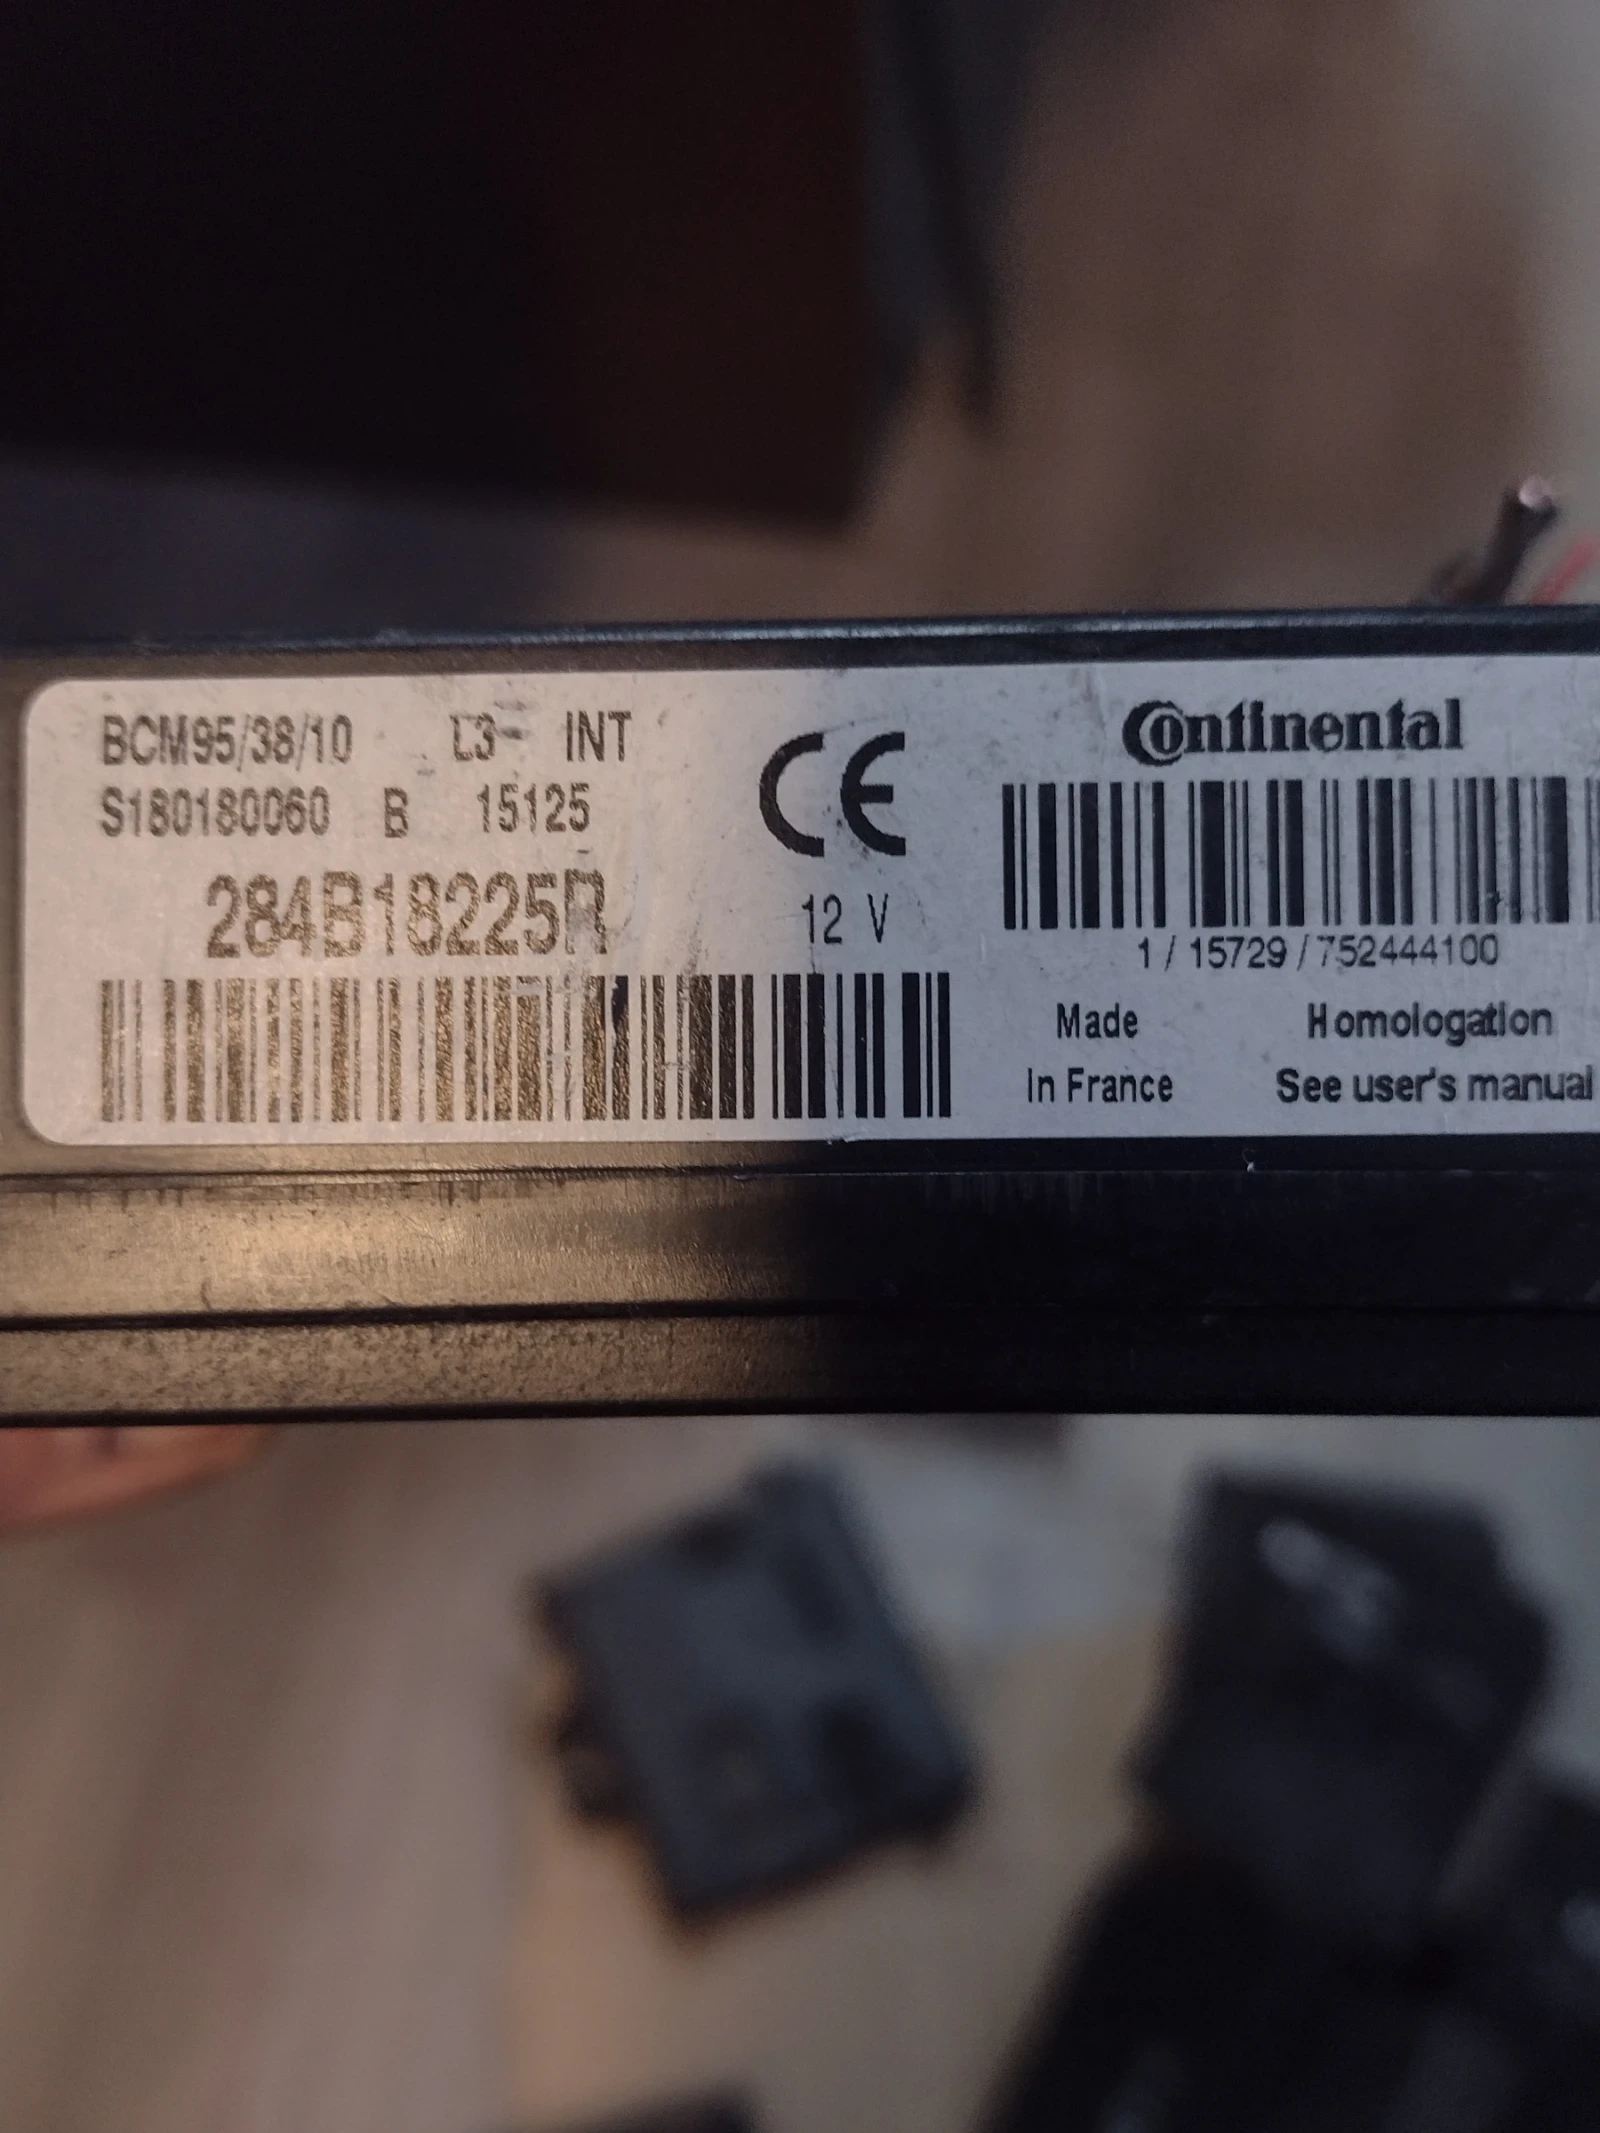 BCM95/38/10 L3 INT
S180180060 B 15125
284B18225R
CE
12 V
Continental
1 / 15729 / 752444100
Made
in France
Homologation
See user's manual